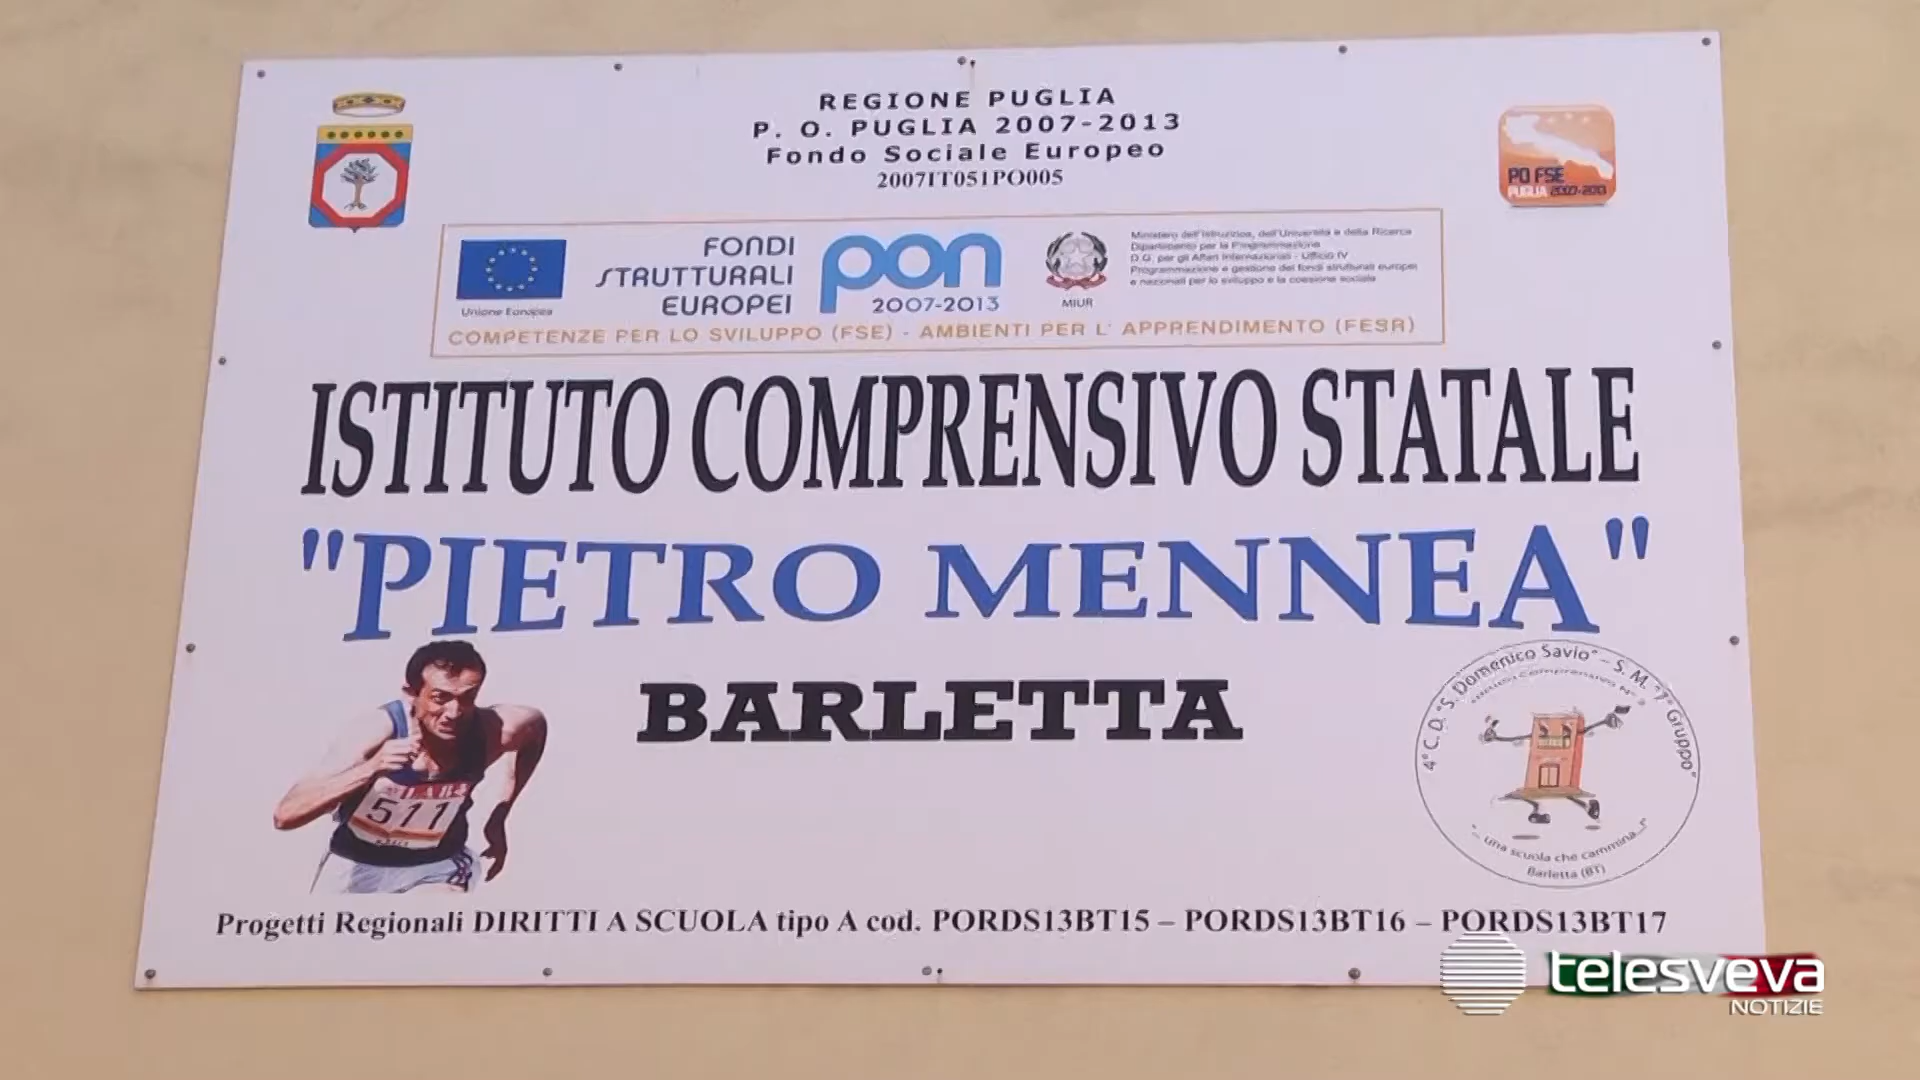 REGIONE PUGLIA
P. O. PUGLIA 2007-2013
Fondo Sociale Europeo
2007IT051PO005
PO FSE
PUGLIA 2007-2013
FONDI
STRUTTURALI
EUROPEI
Unione Europea
pon
2007-2013
MIUR
Ministero dell'Istruzione, dell'Università e della Ricerca
Dipartimento per la Programmazione
D.G. per gli Affari Internazionali - Ufficio IV
Programmazione e gestione dei fondi strutturali europei
e nazionali per lo sviluppo e la coesione sociale
COMPETENZE PER LO SVILUPPO (FSE) - AMBIENTI PER L' APPRENDIMENTO (FESR)
ISTITUTO COMPRENSIVO STATALE
"PIETRO MENNEA"
BARLETTA
511
4° C.D. "S. Domenico Savio" – S. M. Gruppo"
"... una scuola che cammina..."
Barletta (BT)
Progetti Regionali DIRITTI A SCUOLA tipo A cod. PORDS13BT15 – PORDS13BT16 – PORDS13BT17
telesveva
NOTIZIE